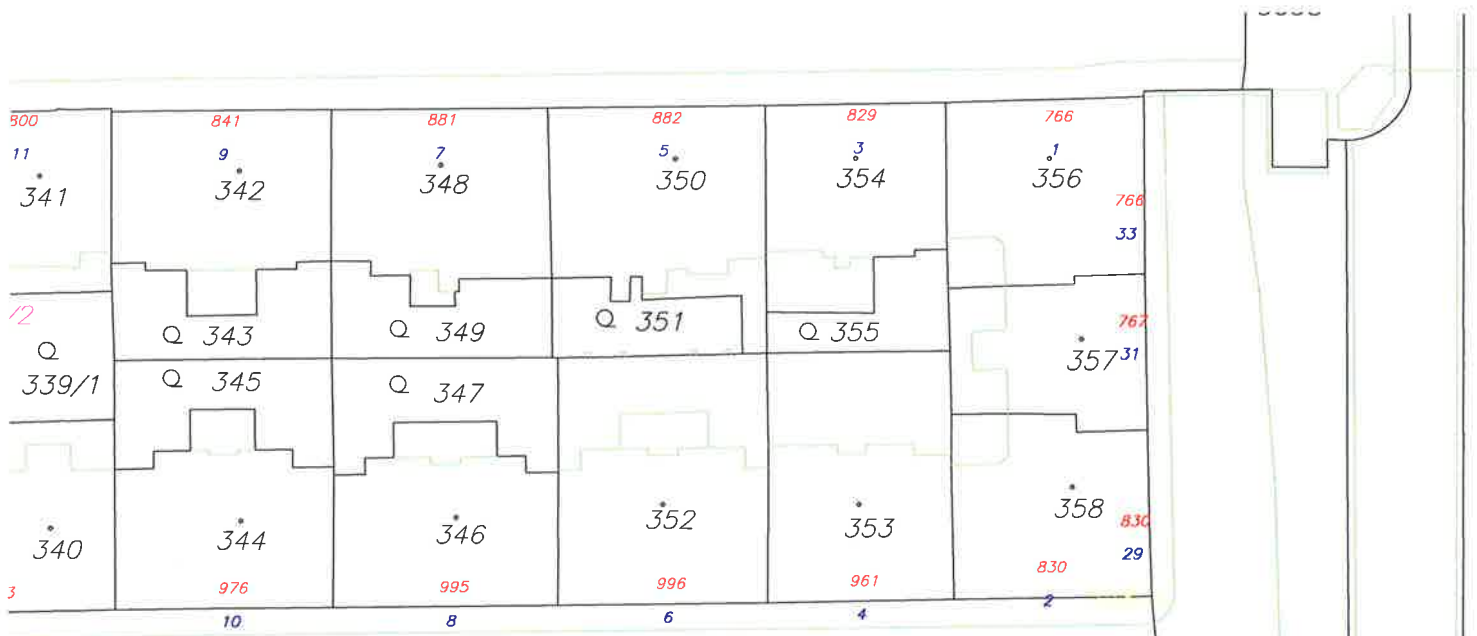 800 841 881 882 829 766
11 9 7 5 3 1
341 342 348 350 354 356
766
33
/2 Q 343 Q 349 Q 351 Q 355 767
Q 357 31
339/1 Q 345 Q 347
340 344 346 352 353 358
830
29
3 976 995 996 961 830
10 8 6 4 2